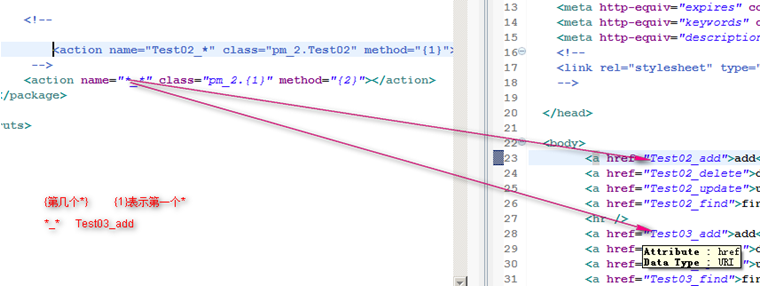 <!--
<action name="Test02_*" class="pm_2.Test02" method="{1}">
-->
<action name="*_*" class="pm_2.{1}" method="{2}"></action>
/package>
uts>
{第几个*} {1}表示第一个*
*_* Test03_add
13 <meta http-equiv="expires" co
14 <meta http-equiv="keywords" c
15 <meta http-equiv="description
16 <!--
17 <link rel="stylesheet" type="
18 -->
19
20 </head>
21
22 <body>
23 <a href="Test02_add">add<
24 <a href="Test02_delete">d
25 <a href="Test02_update">u
26 <a href="Test02_find">fin
27 <hr />
28 <a href="Test03_add">add<
29 <a href=
30 <a href=
31 <a href="Test03_find">fin
Attribute : href
Data Type : URI